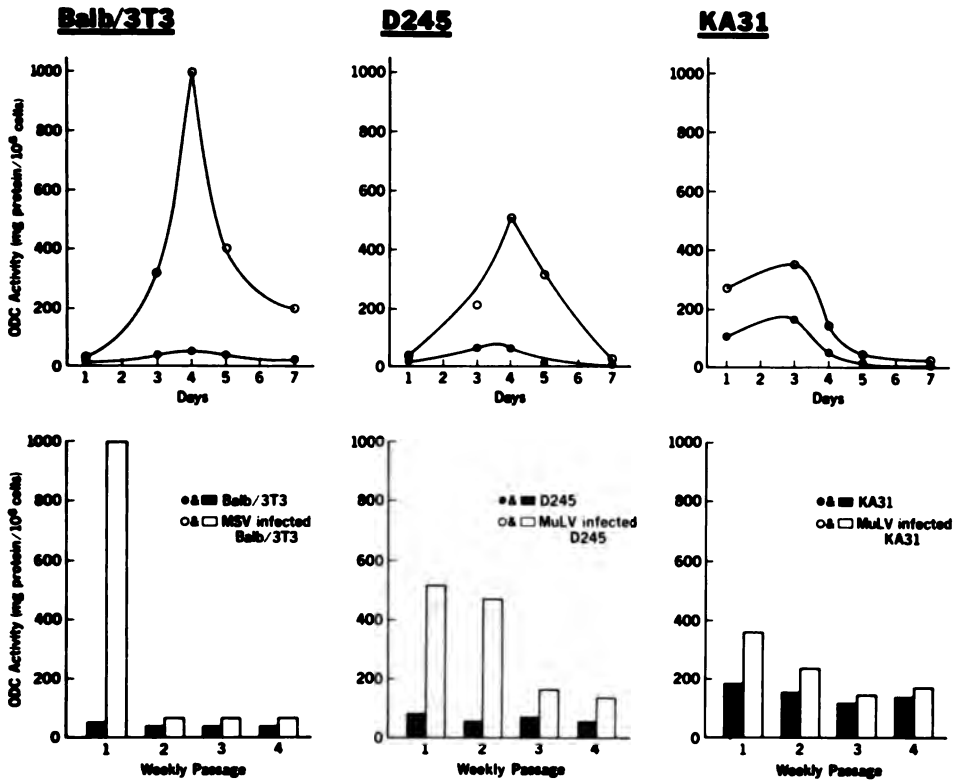 Balb/3T3
D245
KA31
ODC Activity (mg protein/10⁶ cells)
1000
800
600
400
200
0
1 2 3 4 5 6 7
Days
1000
800
600
400
200
0
1 2 3 4 5 6 7
Days
1000
800
600
400
200
0
1 2 3 4 5 6 7
Days
ODC Activity (mg protein/10⁶ cells)
1000
800
600
400
200
0
●&■ Balb/3T3
○&□ MSV infected
Balb/3T3
1 2 3 4
Weekly Passage
1000
800
600
400
200
0
●&■ D245
○&□ MuLV infected
D245
1 2 3 4
Weekly Passage
1000
800
600
400
200
0
●&■ KA31
○&□ MuLV infected
KA31
1 2 3 4
Weekly Passage